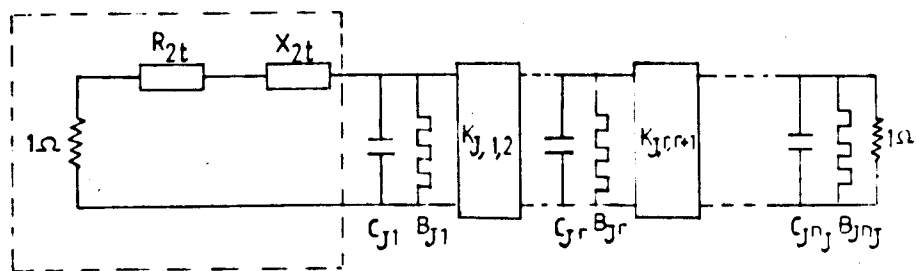 R2t X2t
1Ω KJ,1,2 KJ,r,r+1 1Ω
CJ1 BJ1 CJr BJr CJnJ BJnJ